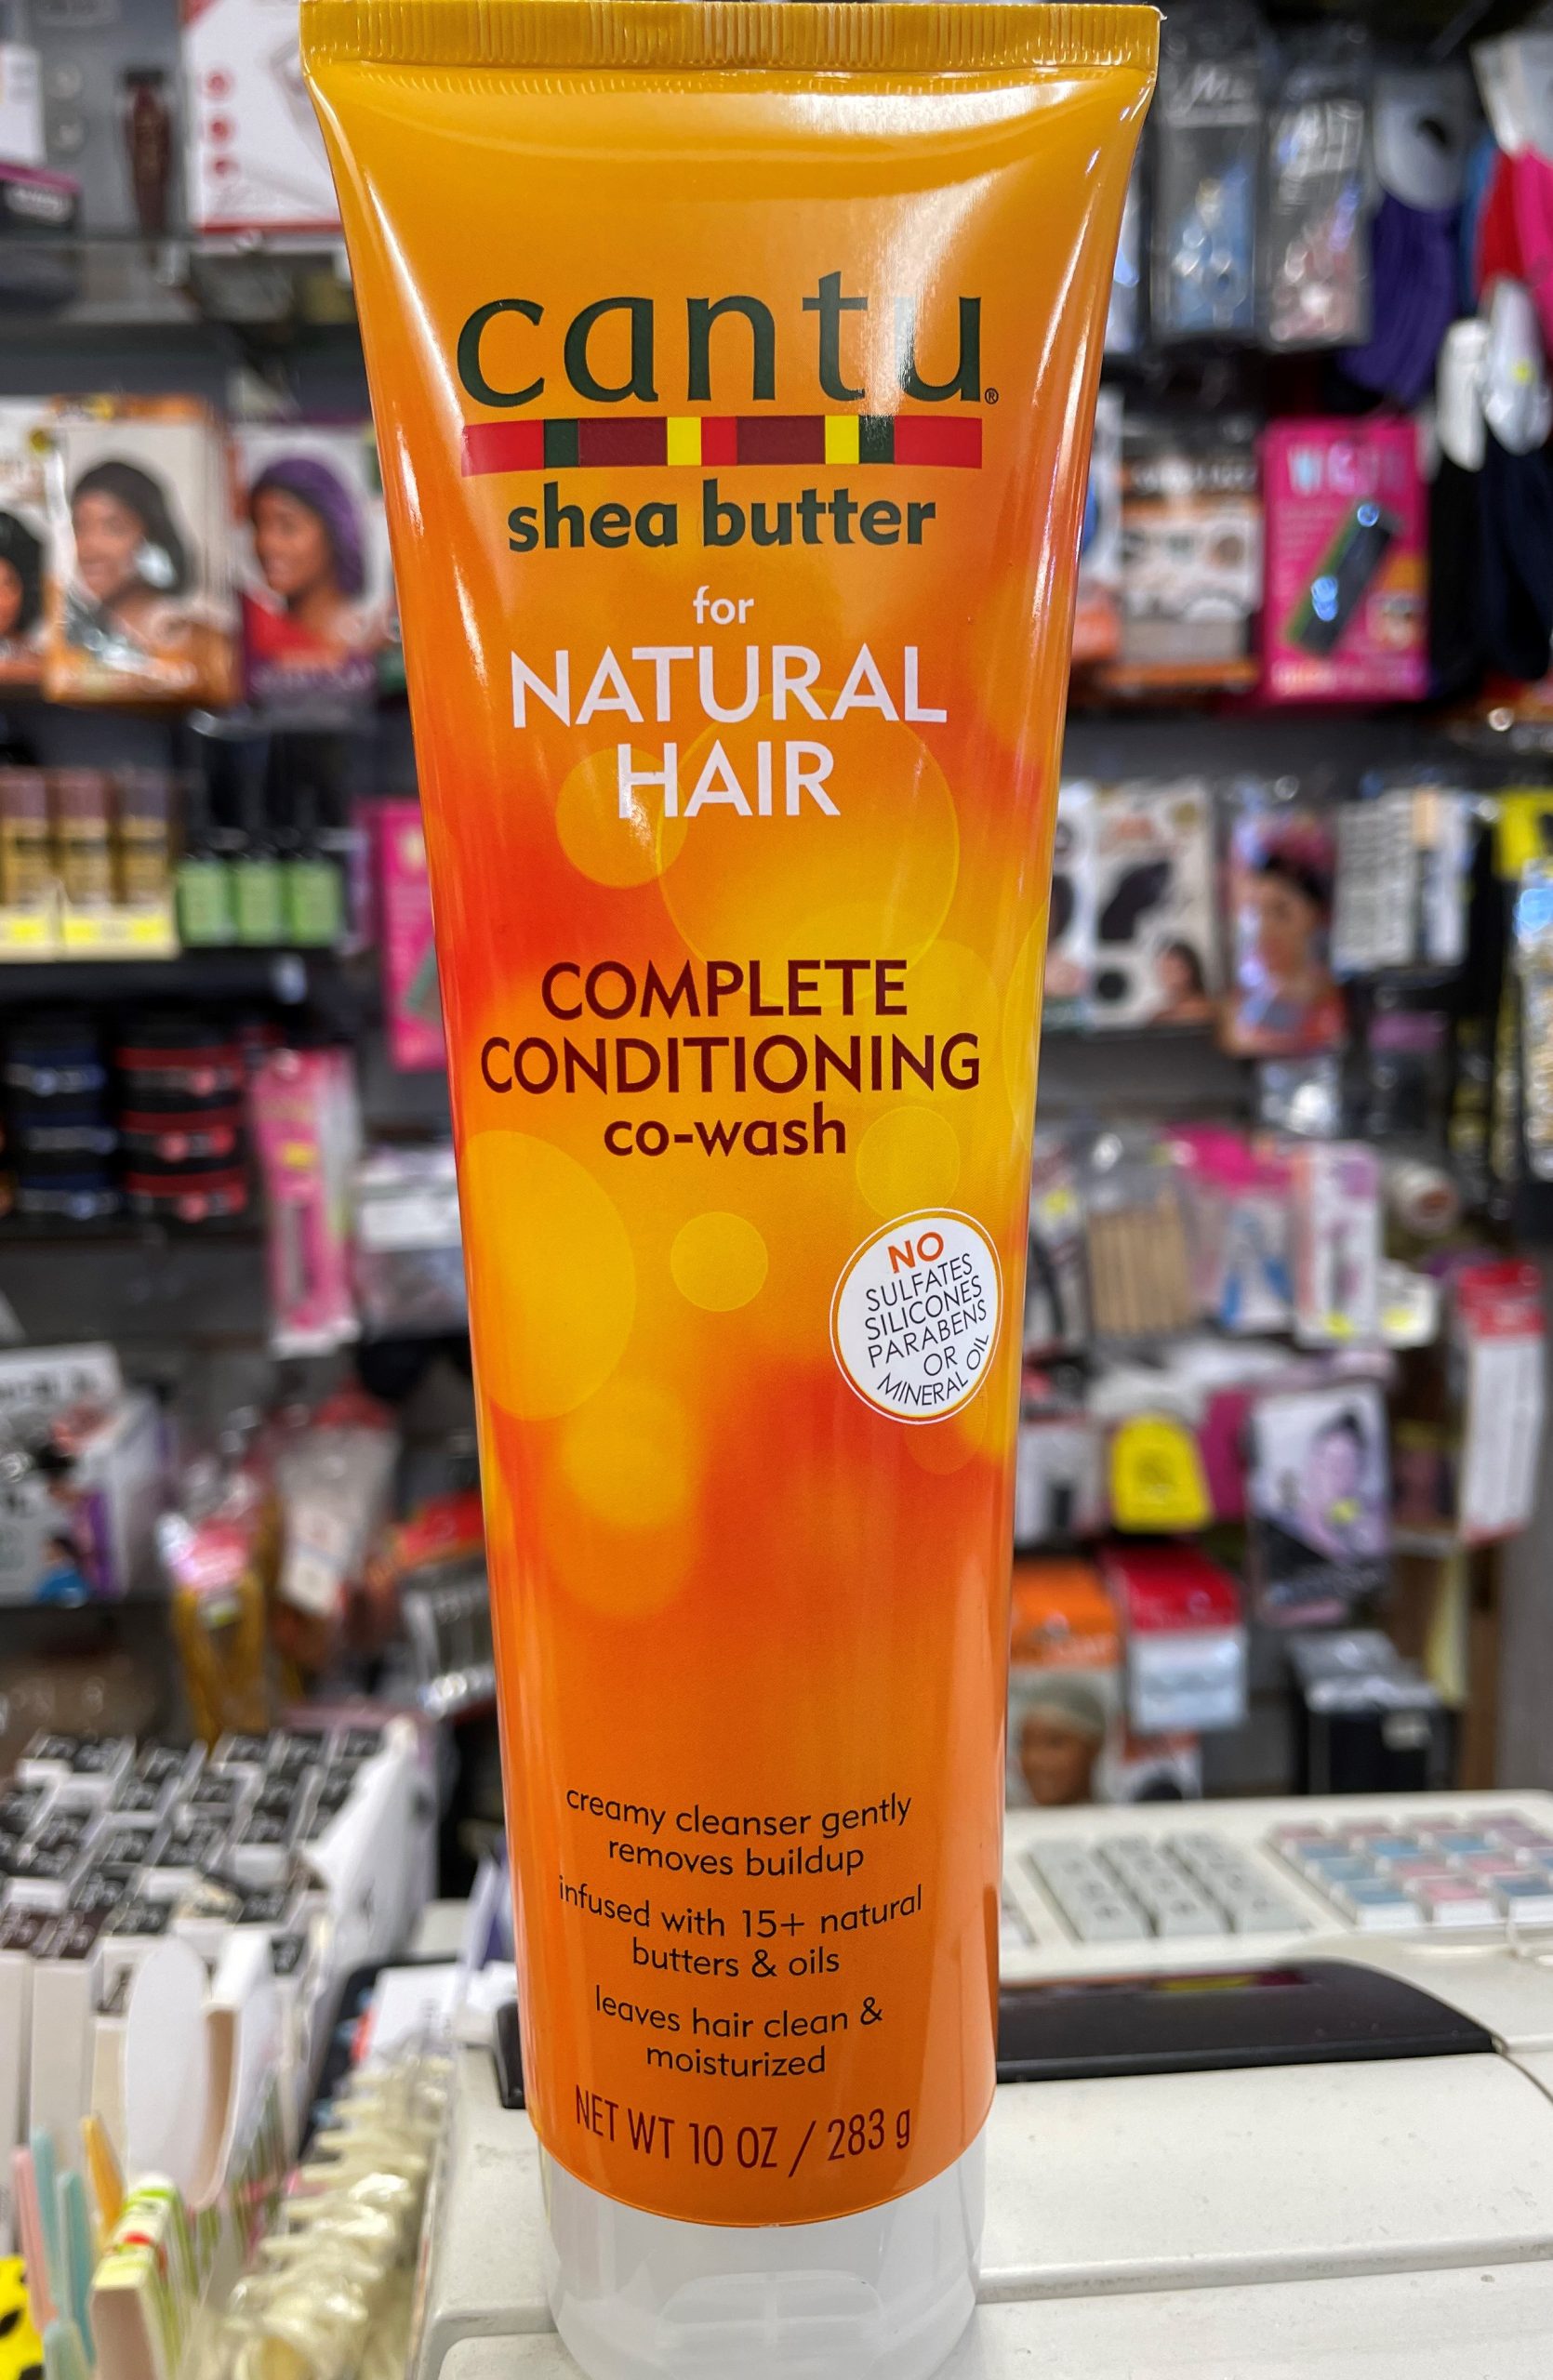 cantu®
shea butter
for
NATURAL
HAIR
COMPLETE
CONDITIONING
co-wash
NO
SULFATES
SILICONES
PARABENS
OR
MINERAL OIL
creamy cleanser gently
removes buildup
infused with 15+ natural
butters & oils
leaves hair clean &
moisturized
NET WT 10 OZ / 283 g